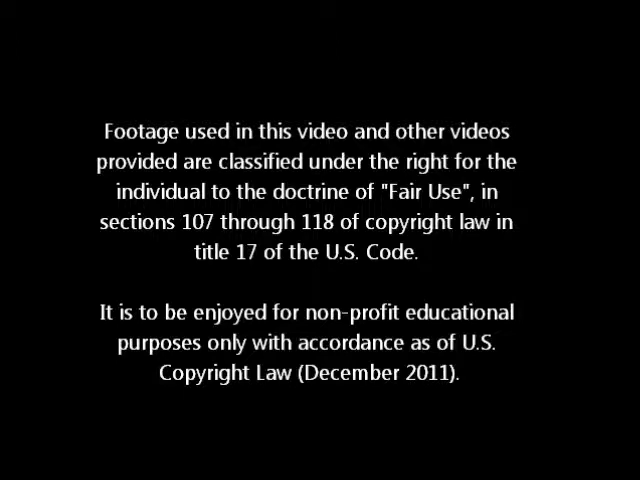 Footage used in this video and other videos
provided are classified under the right for the
individual to the doctrine of "Fair Use", in
sections 107 through 118 of copyright law in
title 17 of the U.S. Code.
It is to be enjoyed for non-profit educational
purposes only with accordance as of U.S.
Copyright Law (December 2011).